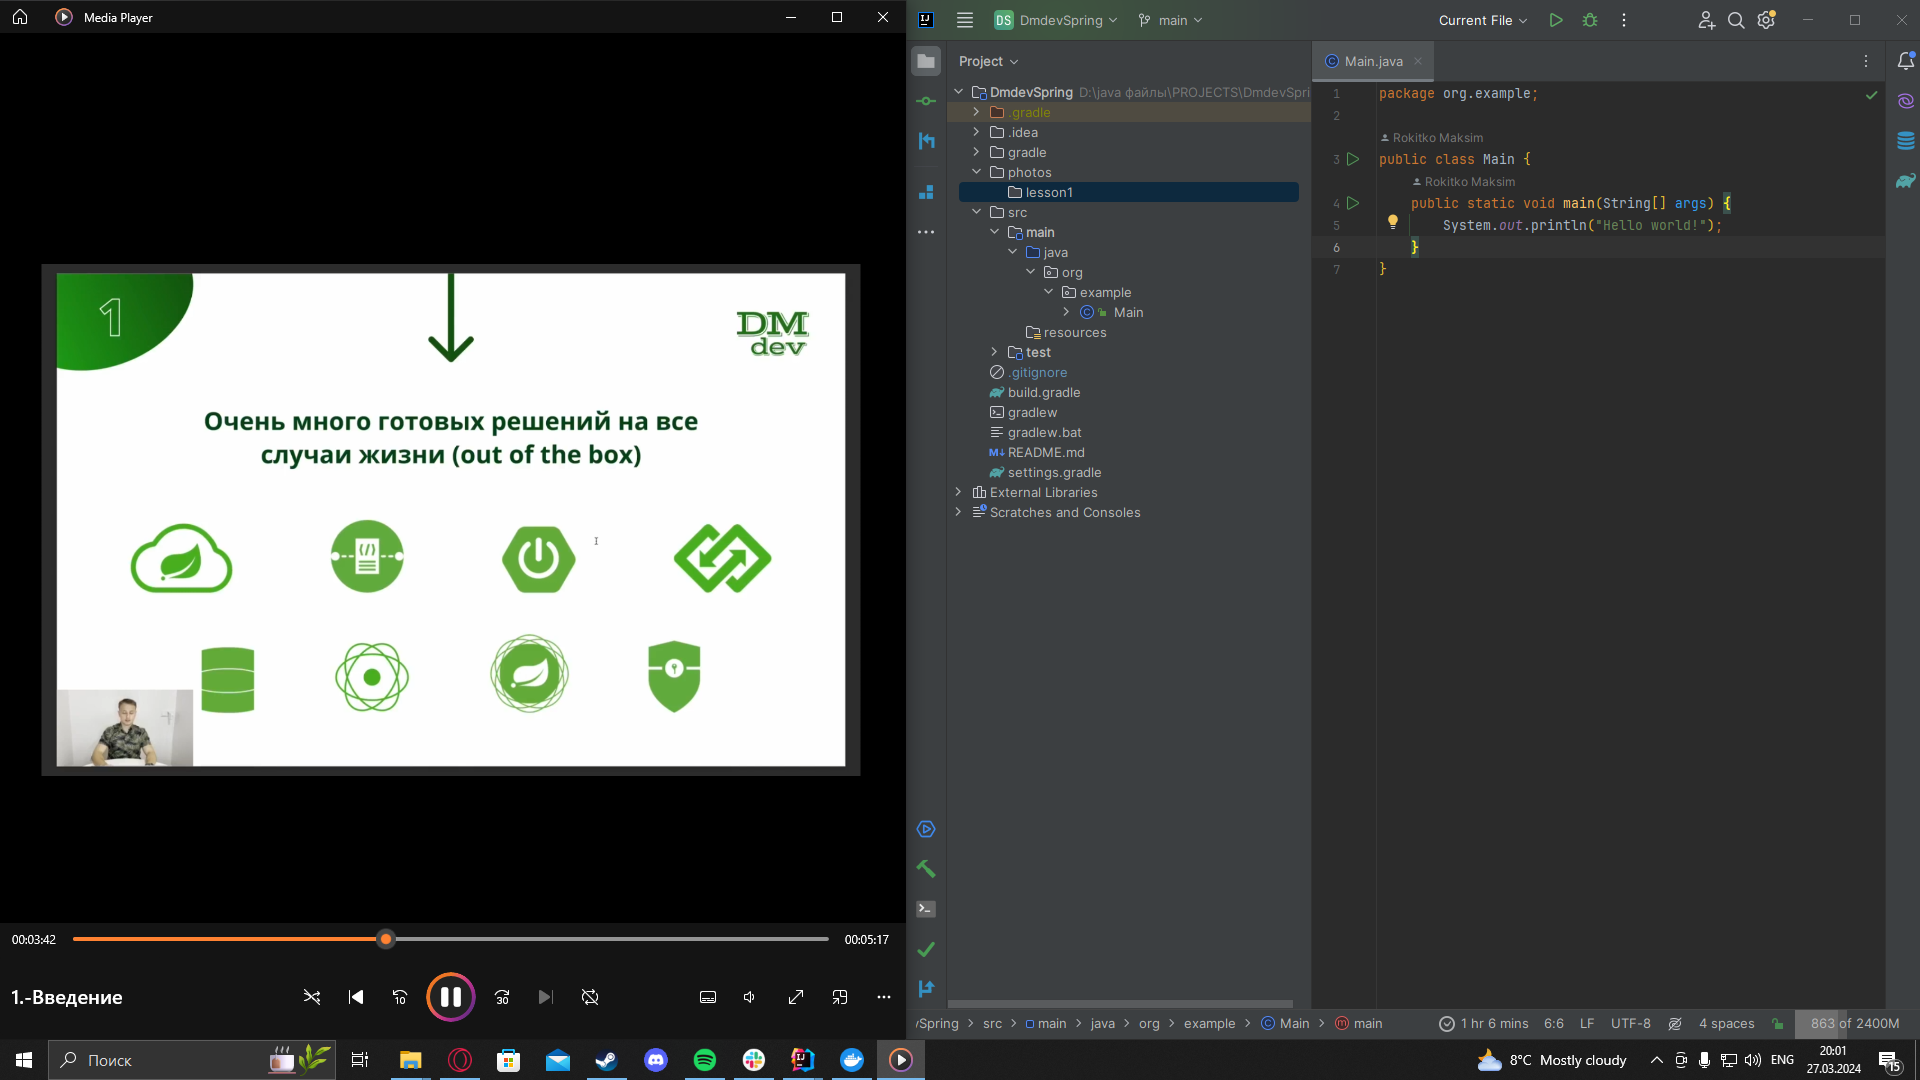 Media Player
1
DM
dev
Очень много готовых решений на все
случаи жизни (out of the box)
00:03:42
00:05:17
1.-Введение
10
30
DS DmdevSpring
main
Current File
Project
DmdevSpring D:\java файлы\PROJECTS\DmdevSpri
.gradle
.idea
gradle
photos
lesson1
src
main
java
org
example
Main
resources
test
.gitignore
build.gradle
gradlew
gradlew.bat
README.md
settings.gradle
External Libraries
Scratches and Consoles
Main.java
1 package org.example;
2
Rokitko Maksim
3 public class Main {
Rokitko Maksim
4 public static void main(String[] args) {
5 System.out.println("Hello world!");
6 }
7 }
vSpring > src > main > java > org > example > Main > main
1 hr 6 mins
6:6
LF
UTF-8
4 spaces
863 of 2400M
Поиск
8°C Mostly cloudy
ENG
20:01
27.03.2024
15